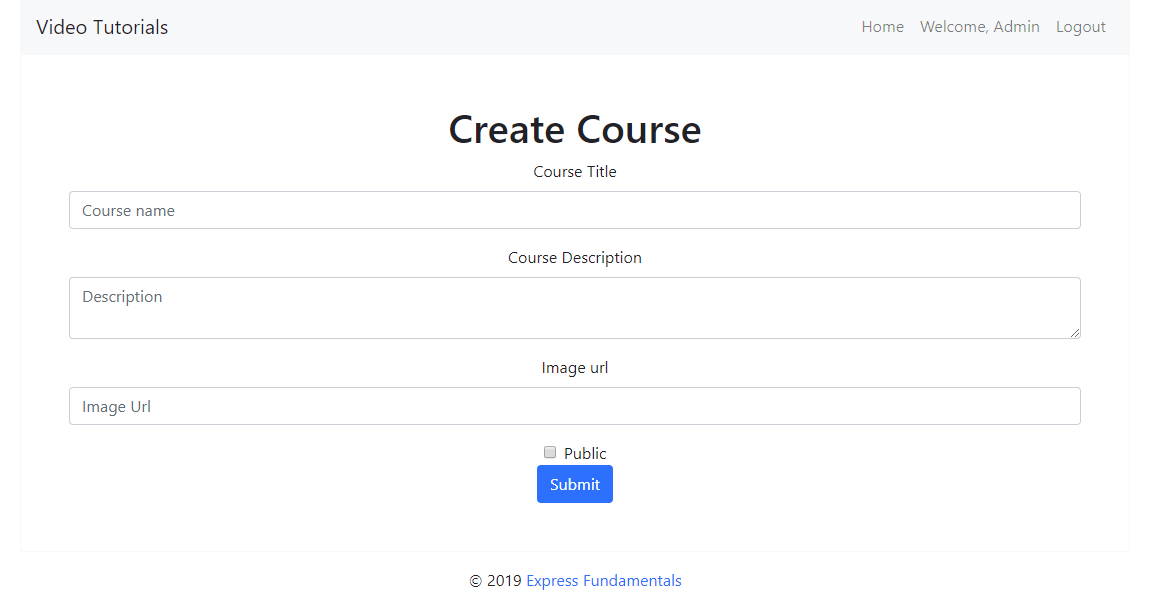 Video Tutorials Home Welcome, Admin Logout
Create Course
Course Title
Course name
Course Description
Description
Image url
Image Url
Public
Submit
© 2019 Express Fundamentals